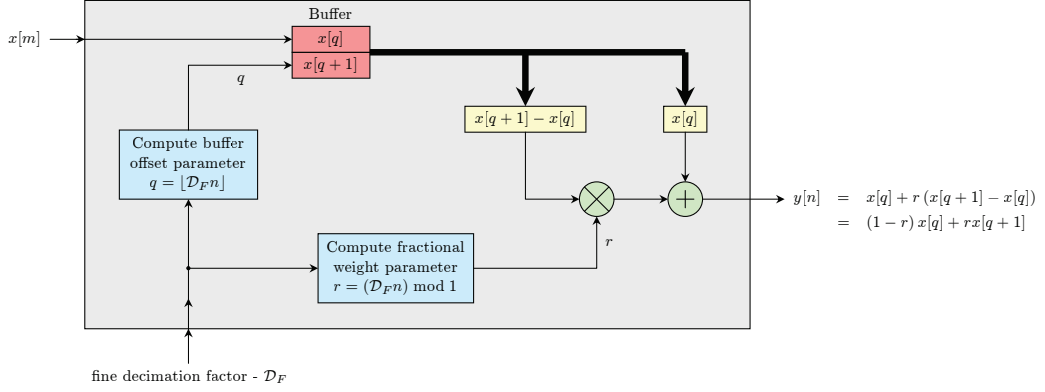 Buffer
x[m]
x[q]
x[q + 1]
q
x[q + 1] − x[q]
x[q]
Compute buffer
offset parameter
q = ⌊𝒟_F n⌋
y[n] = x[q] + r (x[q + 1] − x[q])
= (1 − r) x[q] + rx[q + 1]
r
Compute fractional
weight parameter
r = (𝒟_F n) mod 1
fine decimation factor - 𝒟_F